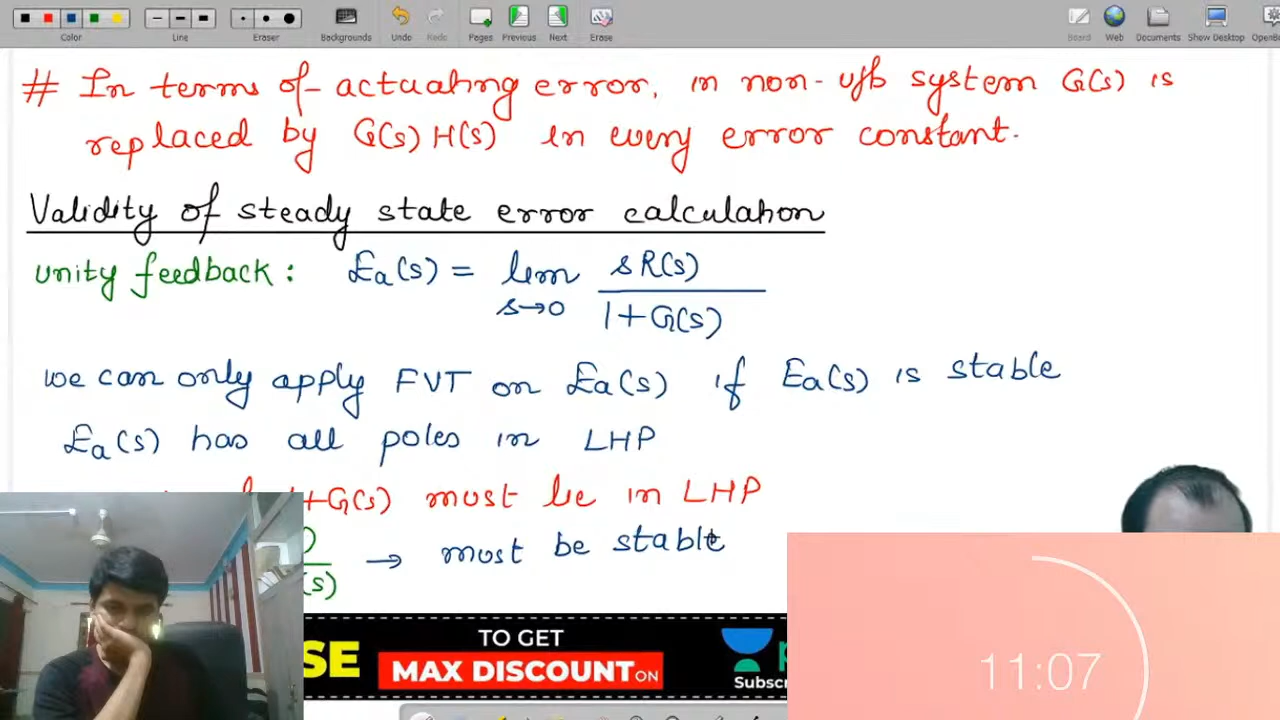 Color Line Eraser Backgrounds Undo Redo Pages Previous Next Erase Board Web Documents Show Desktop
# In terms of actuating error, in non-ufb system G(s) is
replaced by G(s) H(s) in every error constant.
Validity of steady state error calculation
unity feedback : Ea(s) = lim s→0 sR(s) / 1+G(s)
we can only apply FVT on Ea(s) if Ea(s) is stable
Ea(s) has all poles in LHP
+G(s) must be in LHP
(s) → must be stable
SE TO GET
MAX DISCOUNT ON
Subsc
11:07